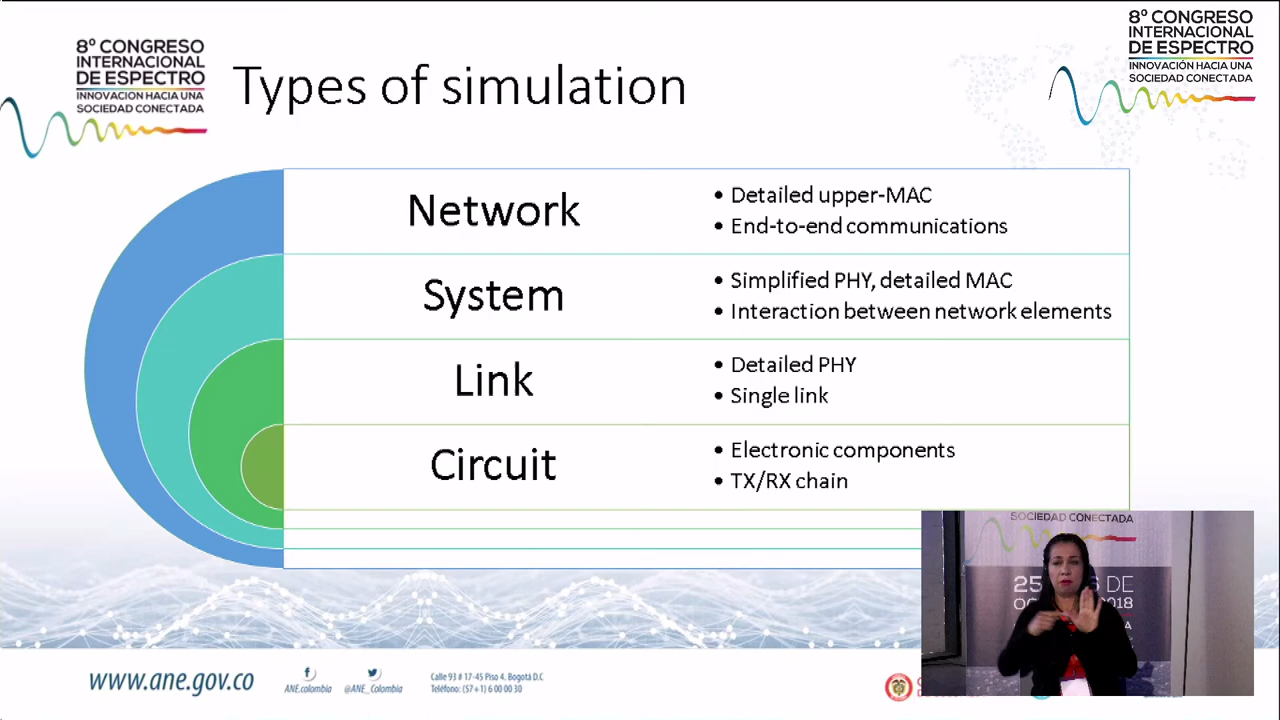 8º CONGRESO
INTERNACIONAL
DE ESPECTRO
INNOVACION HACIA UNA
SOCIEDAD CONECTADA
Types of simulation
8º CONGRESO
INTERNACIONAL
DE ESPECTRO
INNOVACIÓN HACIA UNA
SOCIEDAD CONECTADA
Network
• Detailed upper-MAC
• End-to-end communications
System
• Simplified PHY, detailed MAC
• Interaction between network elements
Link
• Detailed PHY
• Single link
Circuit
• Electronic components
• TX/RX chain
SOCIEDAD CONECTADA
DE
2018
www.ane.gov.co
ANE.colombia
@ANE_Colombia
Calle 93 # 17-45 Piso 4. Bogotá D.C
Teléfono: (57+1) 6 00 00 30